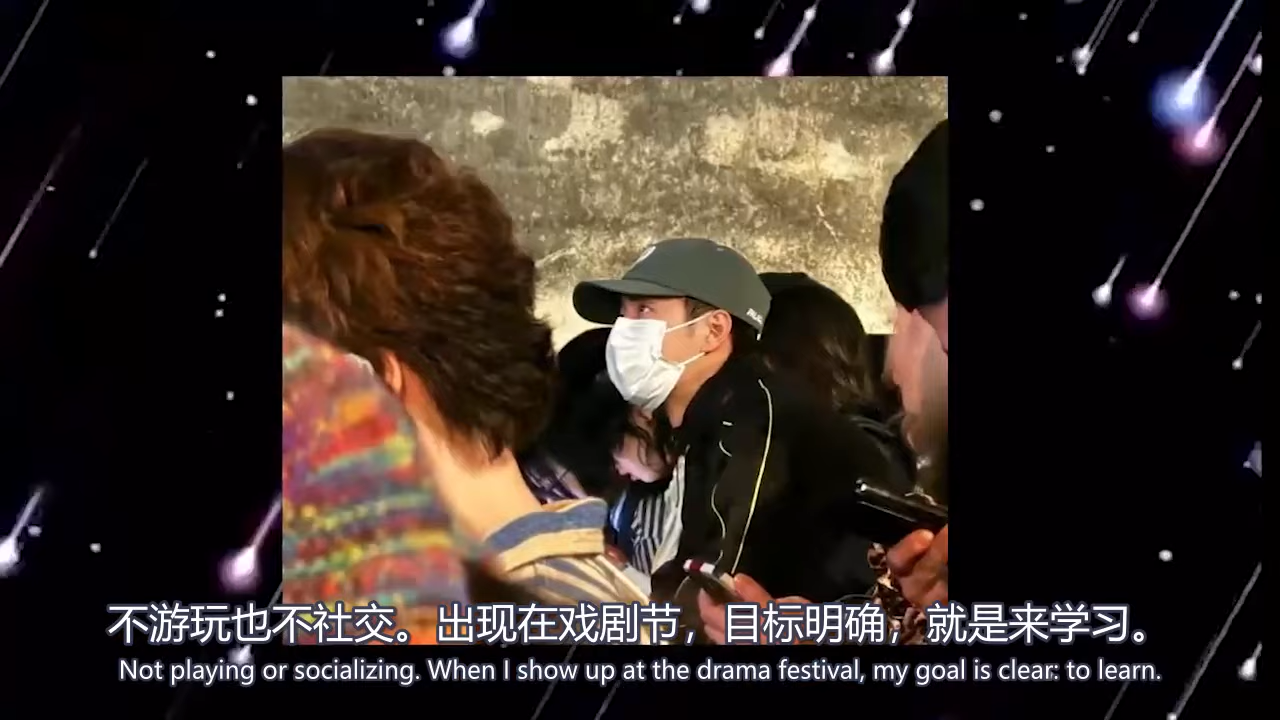 不游玩也不社交。出现在戏剧节，目标明确，就是来学习。
Not playing or socializing. When I show up at the drama festival, my goal is clear: to learn.